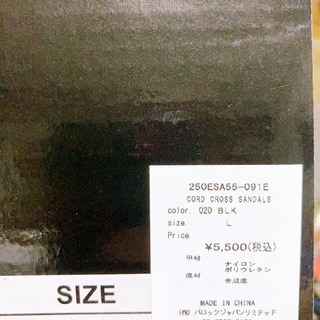 250ESA55-091E
CORD CROSS SANDALS
color. 020 BLK
size. L
Price.
¥5,500(税込)
甲材 ナイロン
ポリウレタン
底材 合成底
MADE IN CHINA
(株) バロックジャパンリミテッド
SIZE